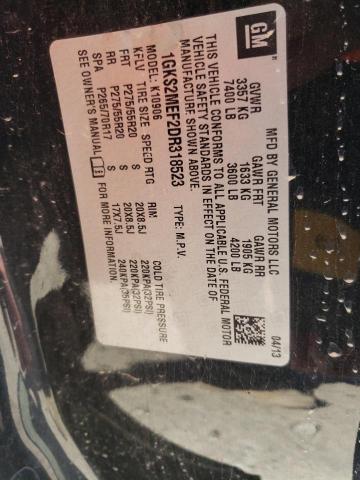 GM
MFD BY GENERAL MOTORS LLC 04/13
GVWR GAWR FRT GAWR RR
3357 KG 1633 KG 1905 KG
7400 LB 3600 LB 4200 LB
THIS VEHICLE CONFORMS TO ALL APPLICABLE U.S. FEDERAL MOTOR
VEHICLE SAFETY STANDARDS IN EFFECT ON THE DATE OF
MANUFACTURE SHOWN ABOVE.
1GKS2MEF2DR318523 TYPE: M.P.V.
MODEL: K10906
KFLV TIRE SIZE SPEED RTG RIM COLD TIRE PRESSURE
FRT P275/55R20 S 20X8.5J 220KPA(32PSI)
RR P275/55R20 S 20X8.5J 220KPA(32PSI)
SPA P265/70R17 S 17X7.5J 240KPA(35PSI)
SEE OWNER'S MANUAL FOR MORE INFORMATION.